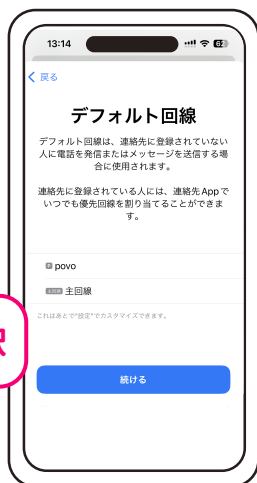 13:14
62
戻る
デフォルト回線
デフォルト回線は、連絡先に登録されていない
人に電話を発信またはメッセージを送信する場
合に使用されます。
連絡先に登録されている人には、連絡先Appで
いつでも優先回線を割り当てることができま
す。
P povo
主回線 主回線
これはあとで"設定"でカスタマイズできます。
続ける
択